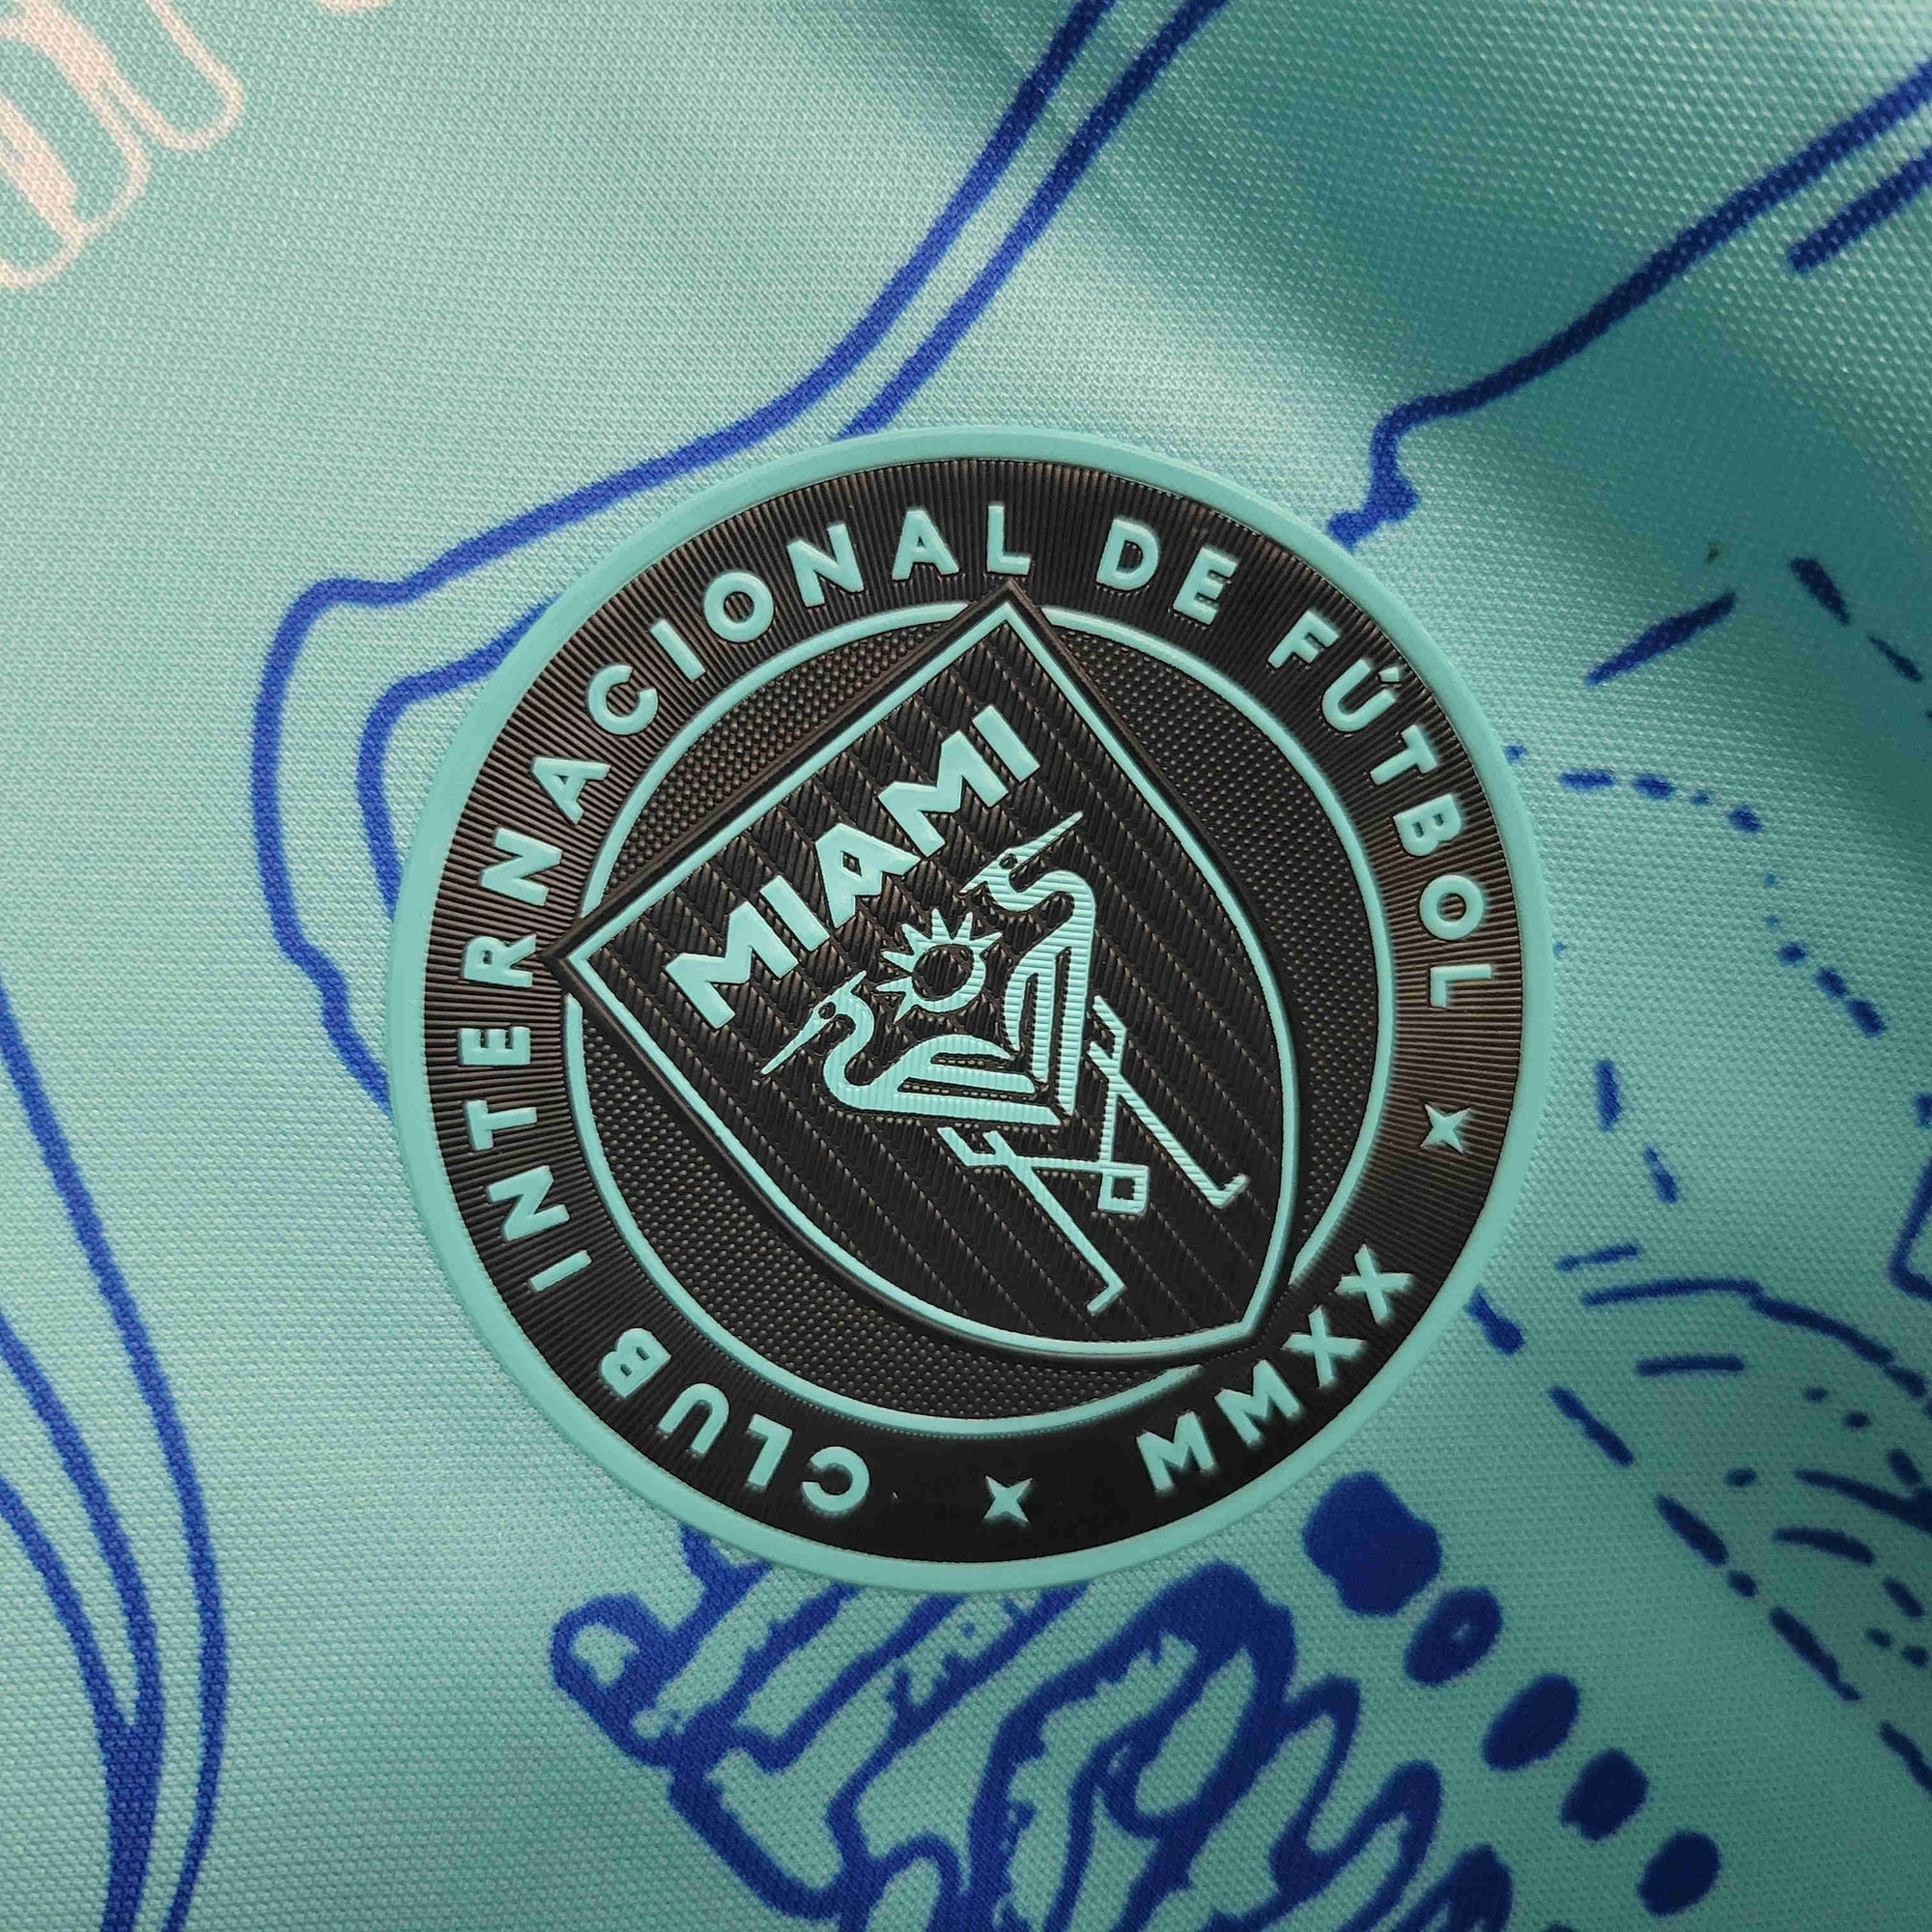 CLUB INTERNACIONAL DE FÚTBOL
MIAMI
MMXX